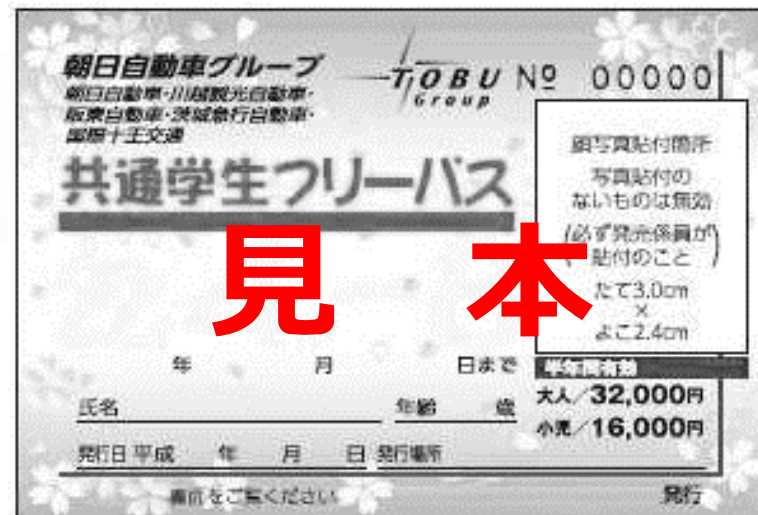 朝日自動車グループ
朝日自動車・川越観光自動車・
阪東自動車・茨城急行自動車・
国際十王交通
TOBU
Group
№ 00000
共通学生フリーパス
顔写真貼付箇所
写真貼付の
ないものは無効
(必ず発売係員が
貼付のこと)
たて3.0cm
×
よこ2.4cm
見本
年 月 日まで
半年間有効
大人/32,000円
小児/16,000円
氏名 年齢 歳
発行日 平成 年 月 日 発行場所
裏面をご覧ください
発行